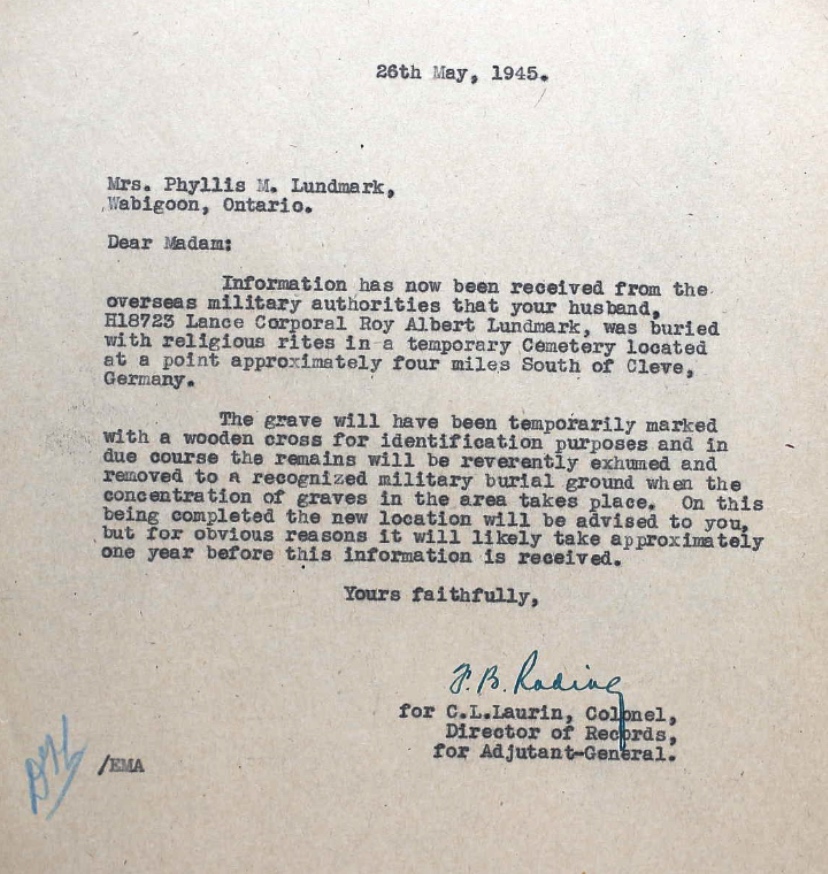 26th May, 1945.
Mrs. Phyllis M. Lundmark,
Wabigoon, Ontario.
Dear Madam:
Information has now been received from the
overseas military authorities that your husband,
H18723 Lance Corporal Roy Albert Lundmark, was buried
with religious rites in a temporary Cemetery located
at a point approximately four miles South of Cleve,
Germany.
The grave will have been temporarily marked
with a wooden cross for identification purposes and in
due course the remains will be reverently exhumed and
removed to a recognized military burial ground when the
concentration of graves in the area takes place. On this
being completed the new location will be advised to you,
but for obvious reasons it will likely take approximately
one year before this information is received.
Yours faithfully,
for C.L.Laurin, Colonel,
Director of Records,
for Adjutant-General.
/EMA